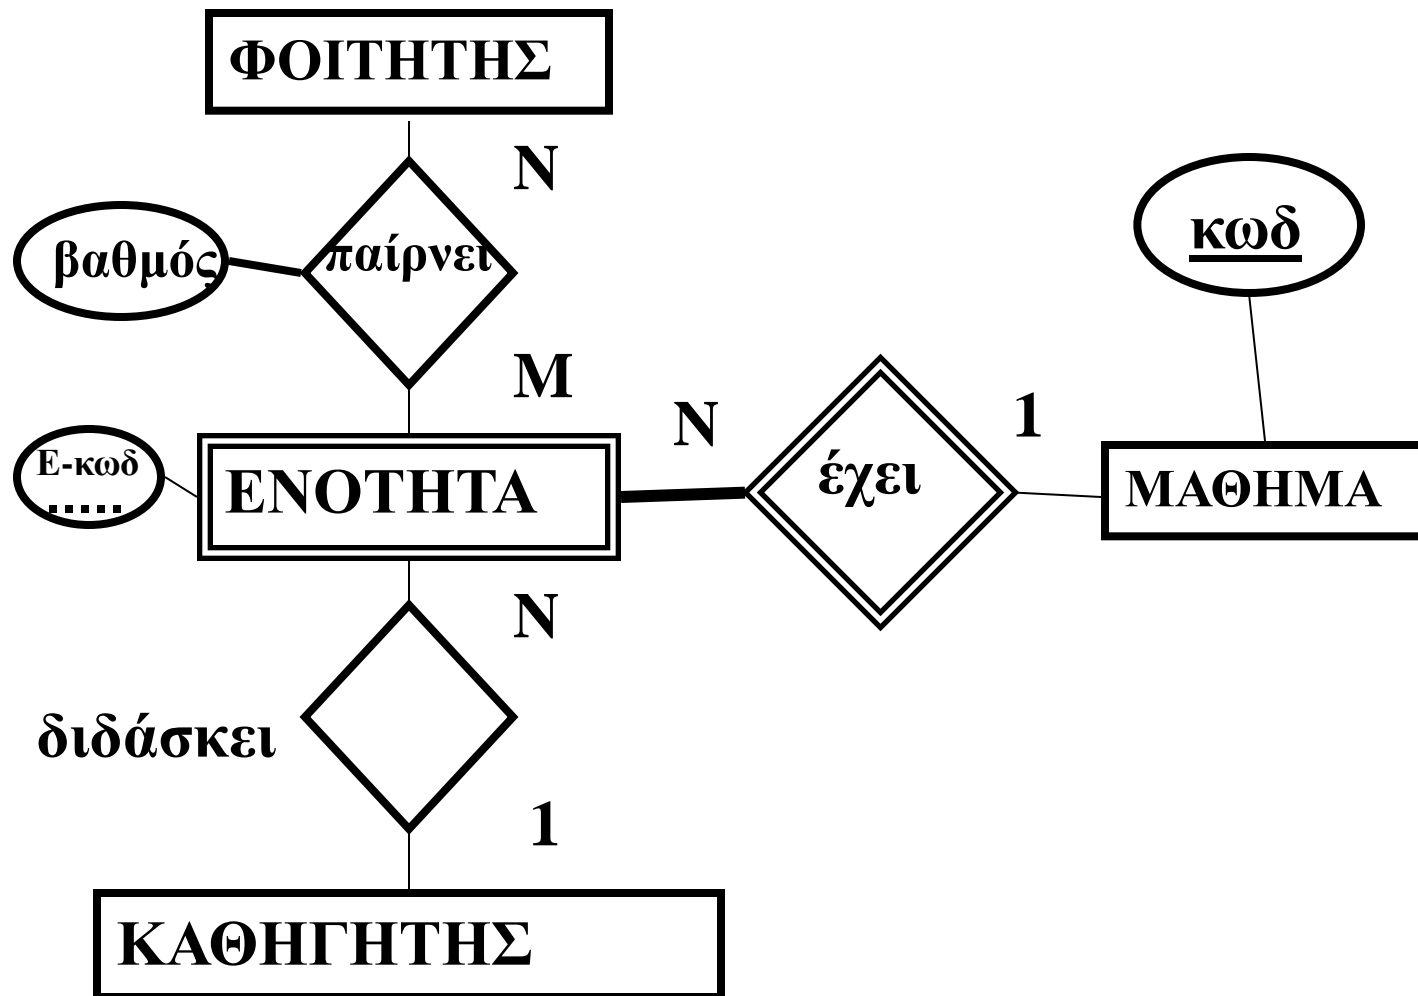 ΦΟΙΤΗΤΗΣ
N
κωδ
βαθμός
παίρνει
M
N
1
Ε-κωδ
ΕΝΟΤΗΤΑ
έχει
ΜΑΘΗΜΑ
N
διδάσκει
1
ΚΑΘΗΓΗΤΗΣ